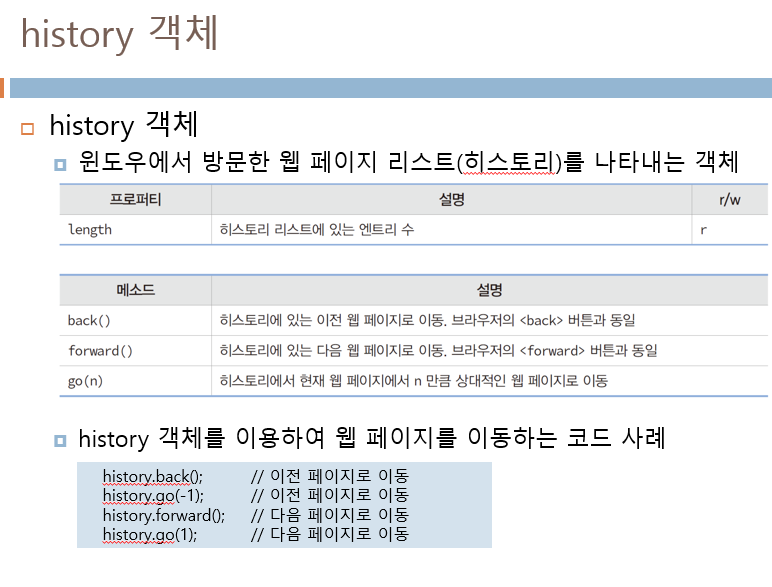 history 객체
history 객체
윈도우에서 방문한 웹 페이지 리스트(히스토리)를 나타내는 객체
프로퍼티 설명 r/w
length 히스토리 리스트에 있는 엔트리 수 r
메소드 설명
back() 히스토리에 있는 이전 웹 페이지로 이동. 브라우저의 <back> 버튼과 동일
forward() 히스토리에 있는 다음 웹 페이지로 이동. 브라우저의 <forward> 버튼과 동일
go(n) 히스토리에서 현재 웹 페이지에서 n 만큼 상대적인 웹 페이지로 이동
history 객체를 이용하여 웹 페이지를 이동하는 코드 사례
history.back(); // 이전 페이지로 이동
history.go(-1); // 이전 페이지로 이동
history.forward(); // 다음 페이지로 이동
history.go(1); // 다음 페이지로 이동